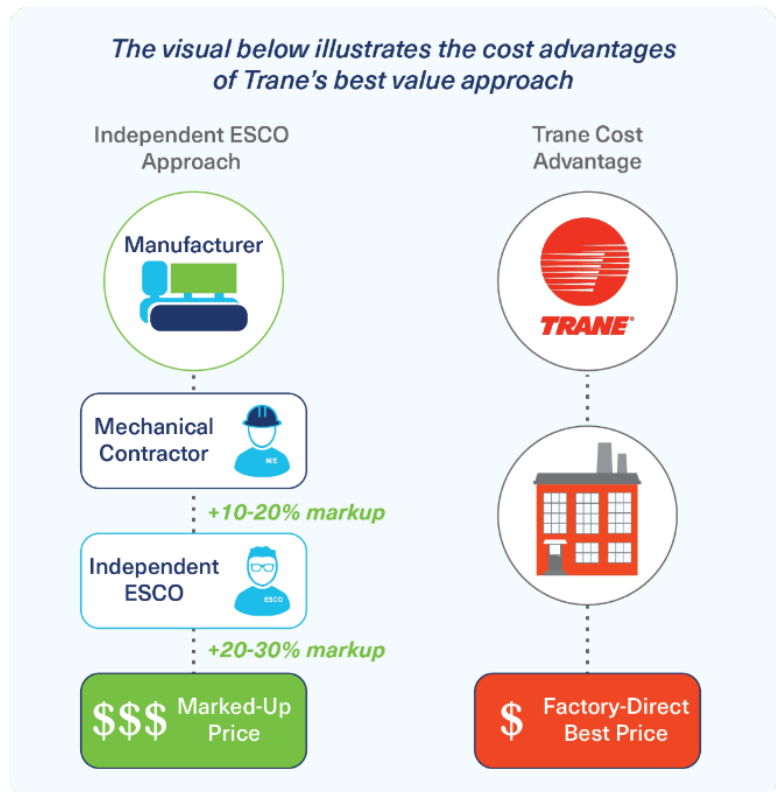 The visual below illustrates the cost advantages
of Trane's best value approach
Independent ESCO
Approach
Manufacturer
Mechanical
Contractor
+10-20% markup
Independent
ESCO
ESCO
+20-30% markup
$$$ Marked-Up
Price
Trane Cost
Advantage
TRANE®
$ Factory-Direct
Best Price